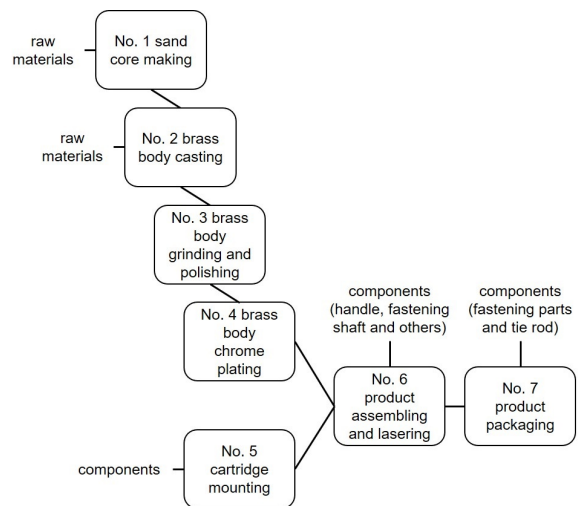 raw
materials
No. 1 sand
core making
raw
materials
No. 2 brass
body casting
No. 3 brass
body
grinding and
polishing
No. 4 brass
body
chrome
plating
components
No. 5
cartridge
mounting
components
(handle, fastening
shaft and others)
No. 6
product
assembling
and lasering
components
(fastening parts
and tie rod)
No. 7
product
packaging